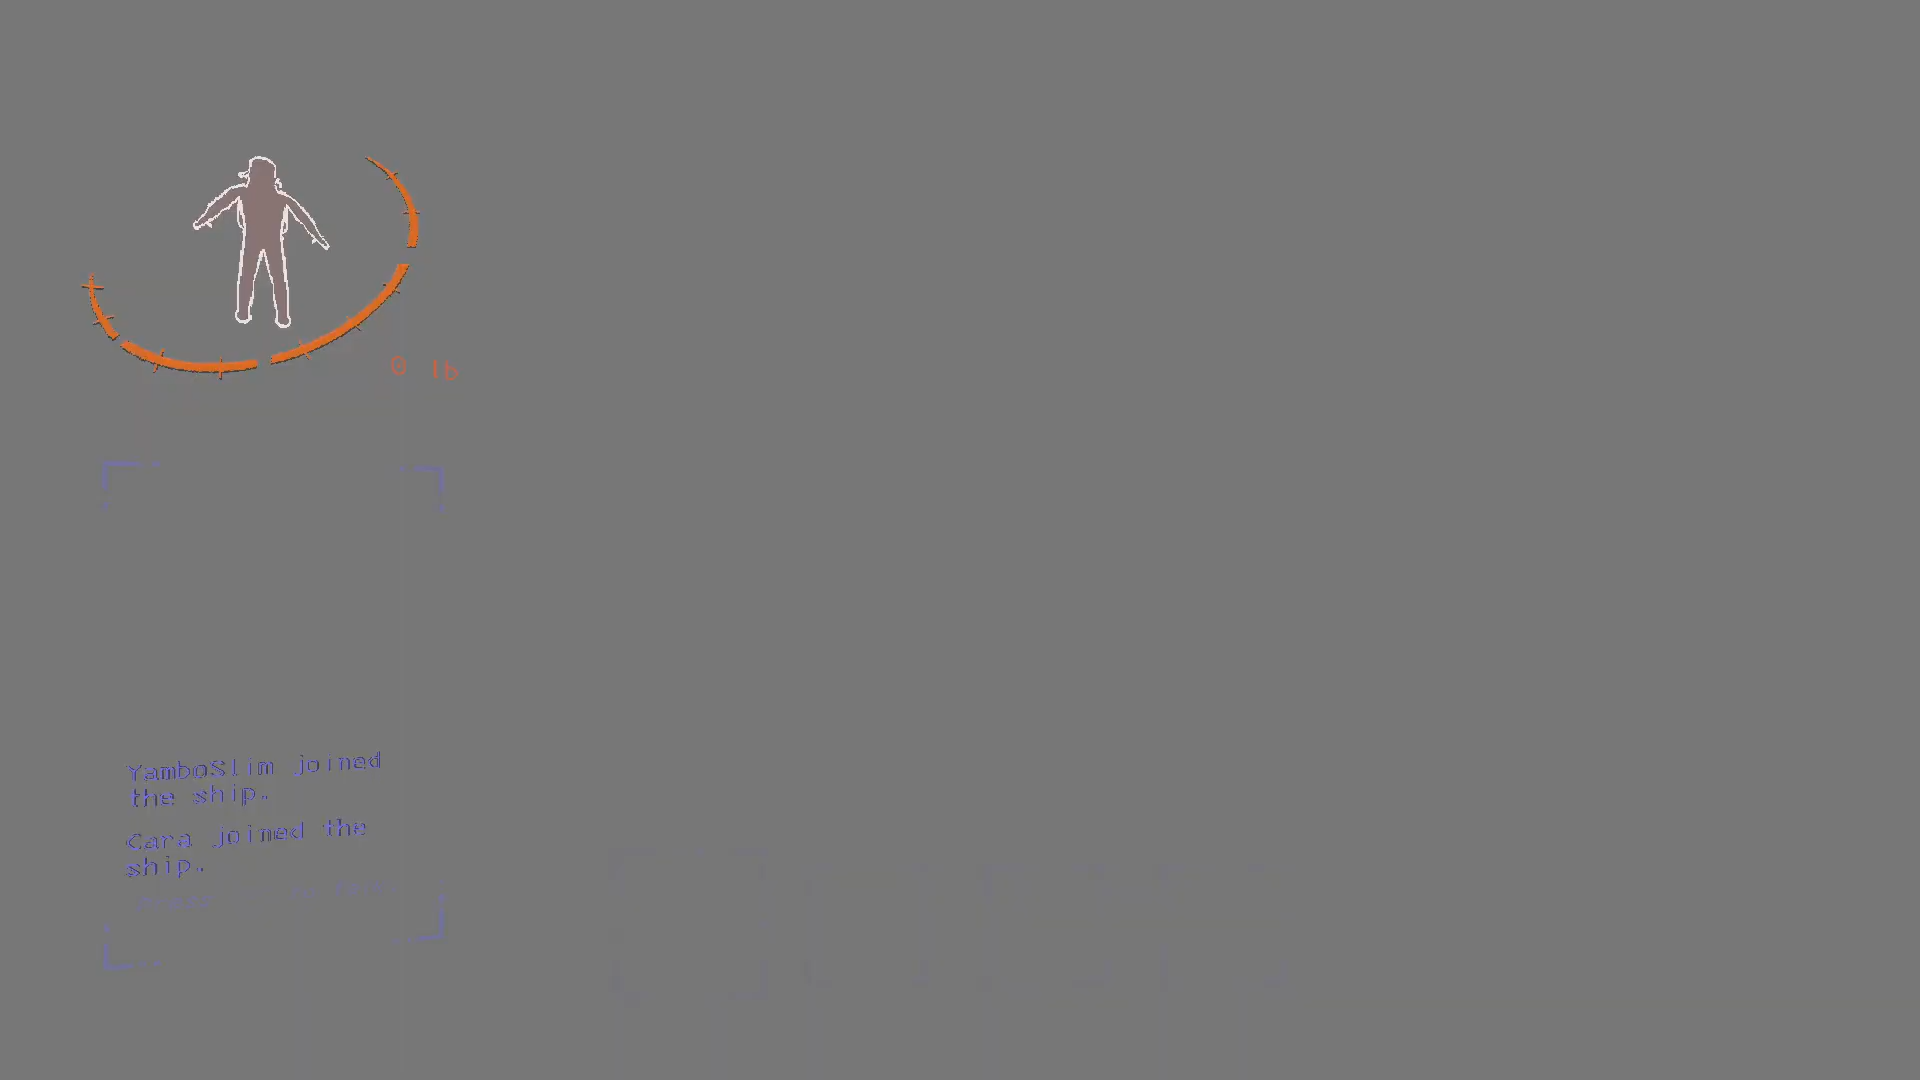 0 lb
YamboSlim joined
the ship.
Cara joined the
ship.